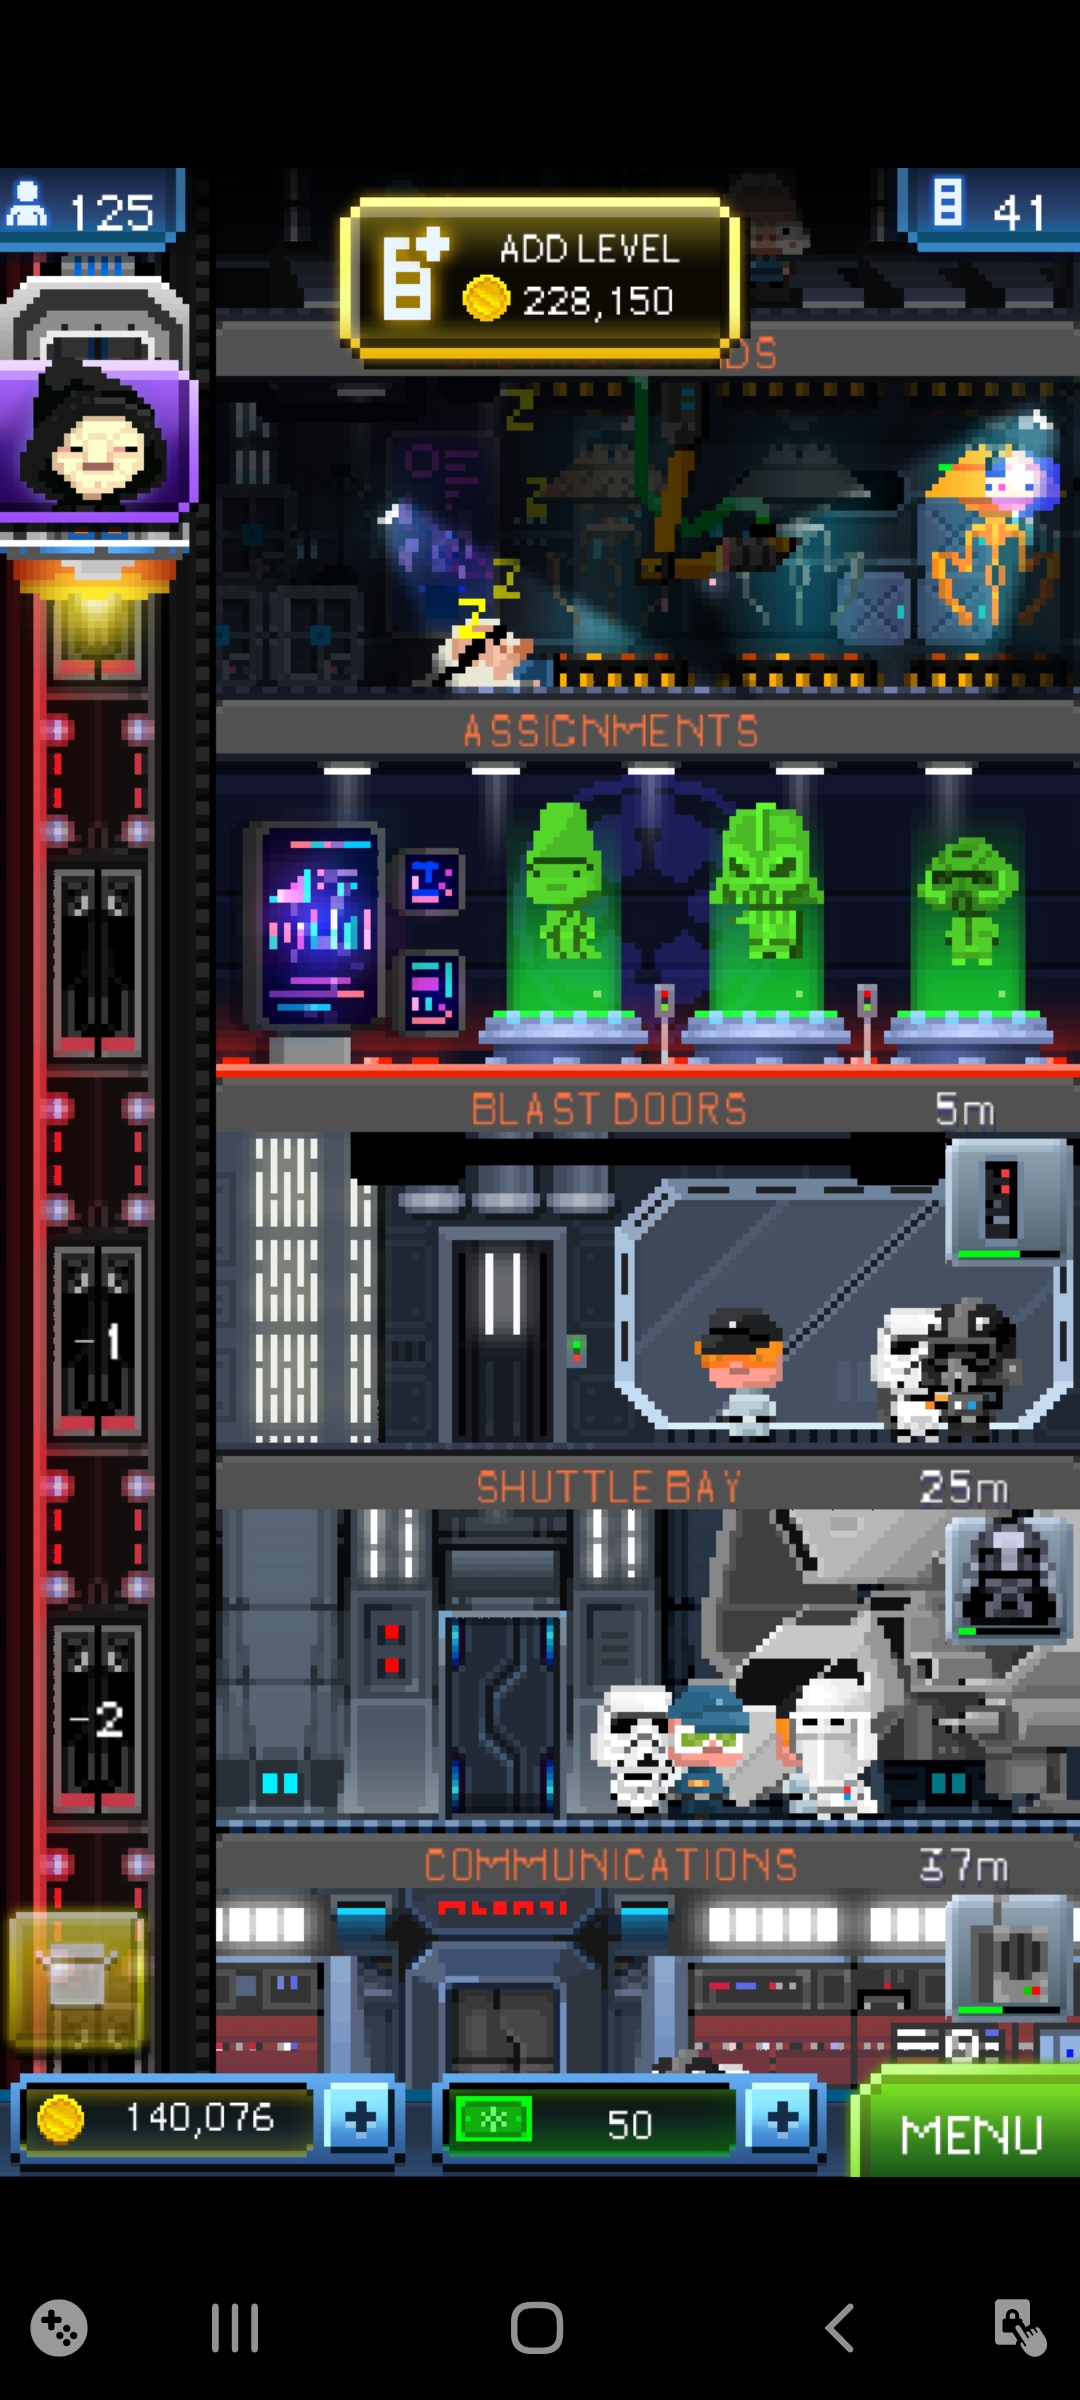 125
41
ADD LEVEL
228,150
DS
Z
Z
Z
Z
ASSIGNMENTS
BLAST DOORS 5m
-1
SHUTTLE BAY 25m
-2
COMMUNICATIONS 37m
140,076
50
MENU